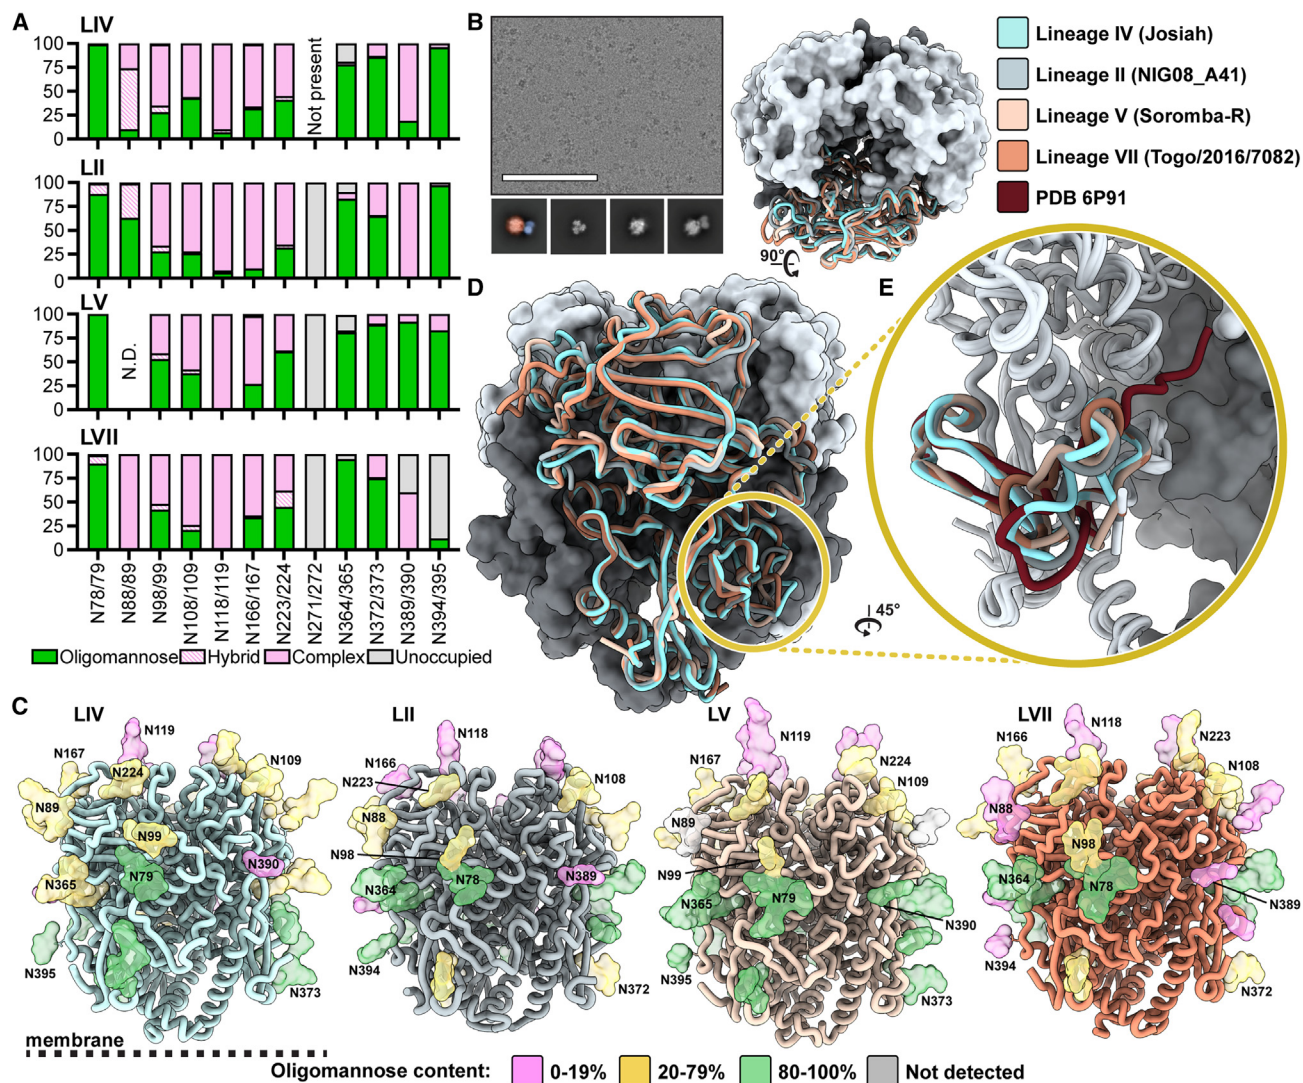 A
LIV
100
75
50
25
0
Not present
LII
100
75
50
25
0
LV
100
75
50
25
0
N.D.
LVII
100
75
50
25
0
N78/79
N88/89
N98/99
N108/109
N118/119
N166/167
N223/224
N271/272
N364/365
N372/373
N389/390
N394/395
Oligomannose Hybrid Complex Unoccupied
B
90°
Lineage IV (Josiah)
Lineage II (NIG08_A41)
Lineage V (Soromba-R)
Lineage VII (Togo/2016/7082)
PDB 6P91
D
E
45°
C
LIV
N119
N167
N224
N109
N89
N99
N390
N79
N365
N395
N373
membrane
LII
N118
N166
N223
N108
N88
N98
N364
N78
N389
N394
N372
LV
N119
N167
N224
N109
N89
N99
N365
N79
N390
N395
N373
LVII
N118
N166
N223
N108
N88
N98
N364
N78
N389
N394
N372
Oligomannose content: 0-19% 20-79% 80-100% Not detected